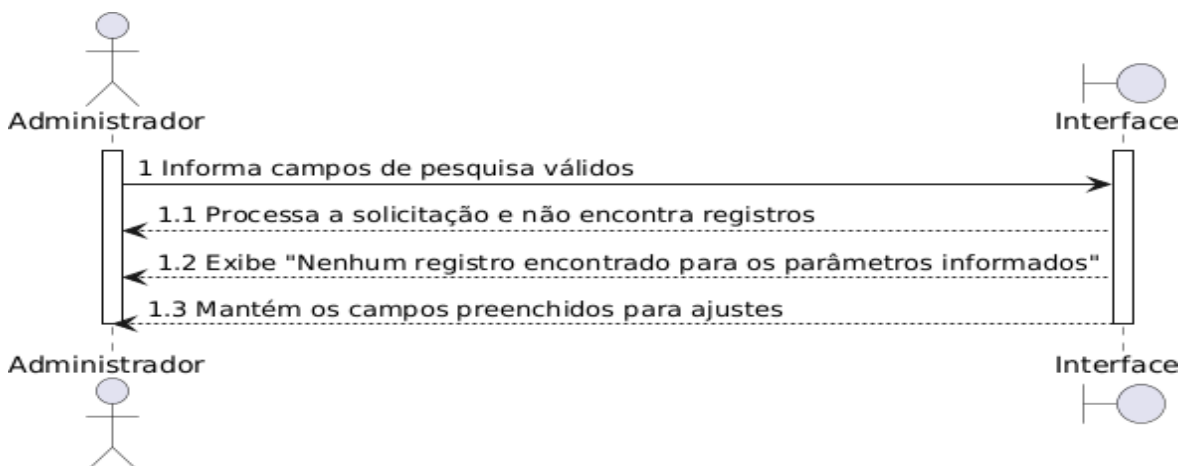 Administrador
Interface
1 Informa campos de pesquisa válidos
1.1 Processa a solicitação e não encontra registros
1.2 Exibe "Nenhum registro encontrado para os parâmetros informados"
1.3 Mantém os campos preenchidos para ajustes
Administrador
Interface